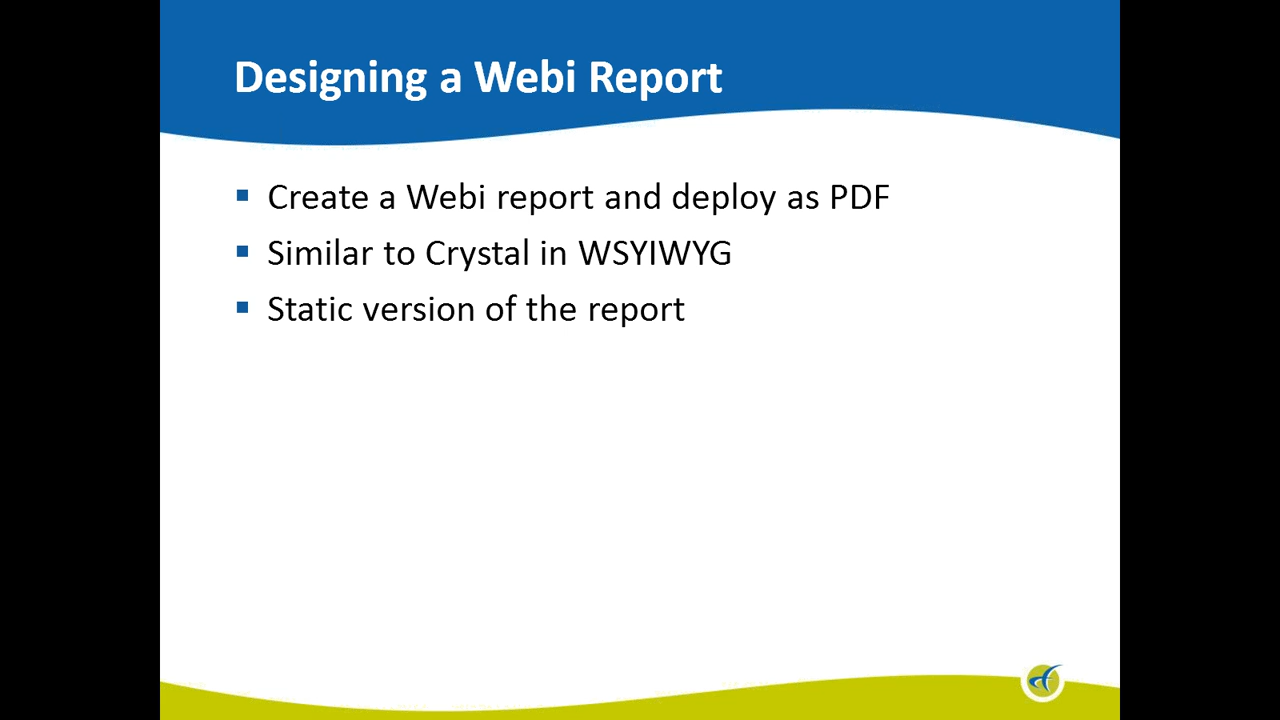 Designing a Webi Report
Create a Webi report and deploy as PDF
Similar to Crystal in WSYIWYG
Static version of the report